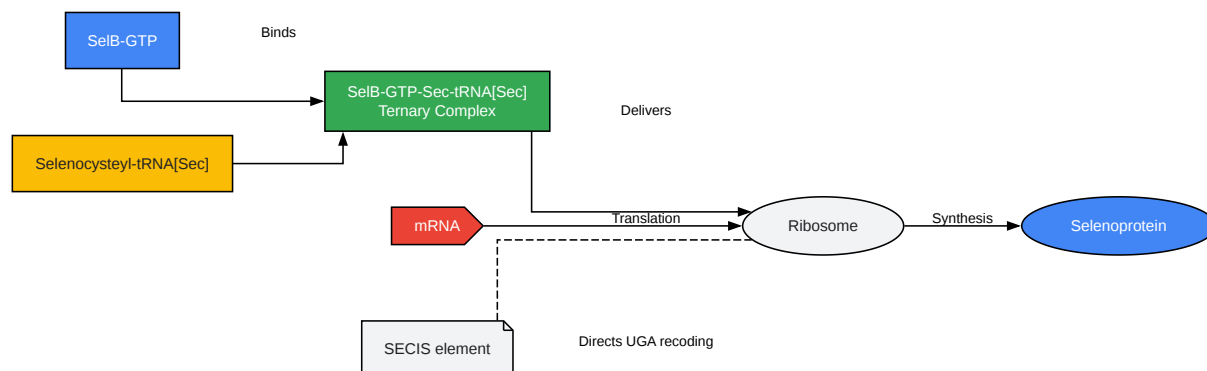 SelB-GTP
Binds
SelB-GTP-Sec-tRNA[Sec]
Ternary Complex
Delivers
Selenocysteyl-tRNA[Sec]
mRNA
Translation
Ribosome
Synthesis
Selenoprotein
SECIS element
Directs UGA recoding